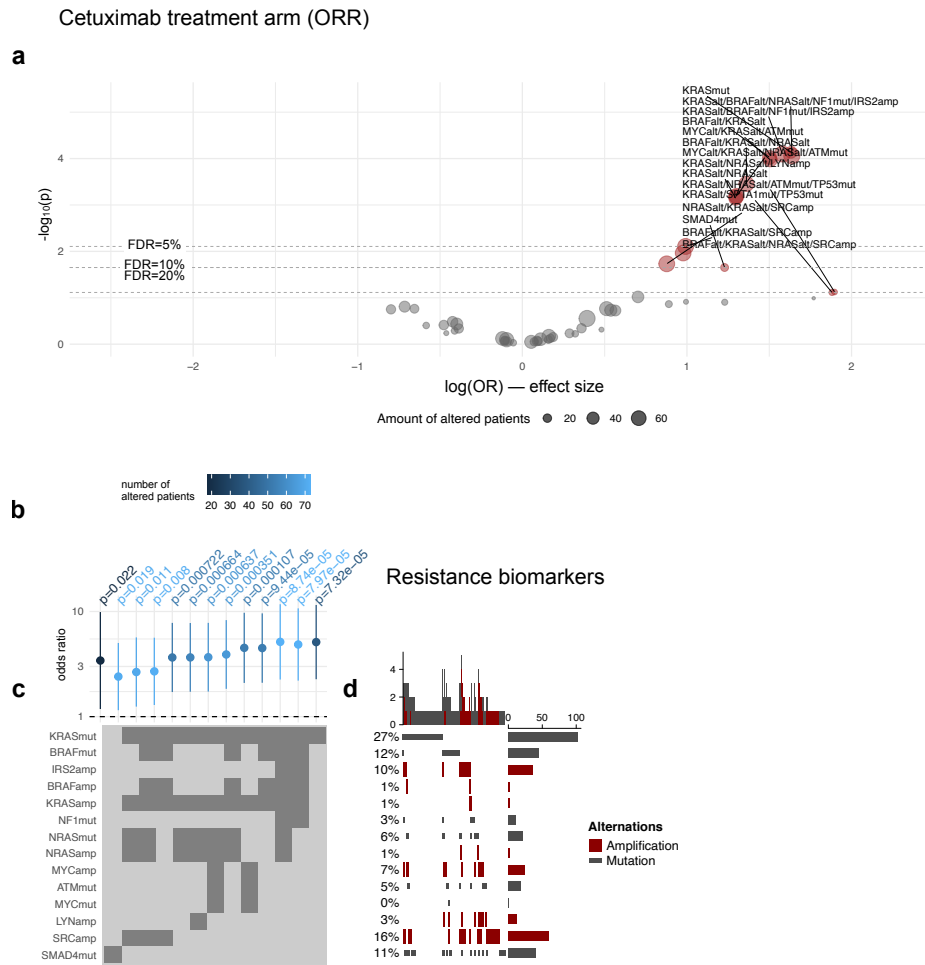 Cetuximab treatment arm (ORR)
a
KRASmut
KRASalt/BRAFalt/NRASalt/NF1mut/IRS2amp
KRASalt/BRAFalt/NF1mut/IRS2amp
BRAFalt/KRASalt
MYCalt/KRASalt/ATMmut
BRAFalt/KRASalt/NRASalt
MYCalt/KRASalt/NRASalt/ATMmut
KRASalt/NRASalt/LYNamp
KRASalt/NRASalt
KRASalt/NRASalt/ATMmut/TP53mut
NRASalt/KRASalt/SRCamp
SMAD4mut
BRAFalt/KRASalt/SRCamp
BRAFalt/KRASalt/NRASalt/SRCamp
-log₁₀(p)
4
2
0
FDR=5%
FDR=10%
FDR=20%
−2
−1
0
1
2
log(OR) — effect size
Amount of altered patients 20 40 60
number of
altered patients
20 30 40 50 60 70
b
p=0.022
p=0.019
p=0.011
p=0.008
p=0.000722
p=0.000664
p=0.000637
p=0.000351
p=0.000107
p=9.44e−05
p=8.74e−05
p=7.97e−05
p=7.32e−05
Resistance biomarkers
odds ratio
10
3
1
c
KRASmut
BRAFmut
IRS2amp
BRAFamp
KRASamp
NF1mut
NRASmut
NRASamp
MYCamp
ATMmut
MYCmut
LYNamp
SRCamp
SMAD4mut
d
4
2
0
0 50 100
27%
12%
10%
1%
1%
3%
6%
1%
7%
5%
0%
3%
16%
11%
Alternations
Amplification
Mutation